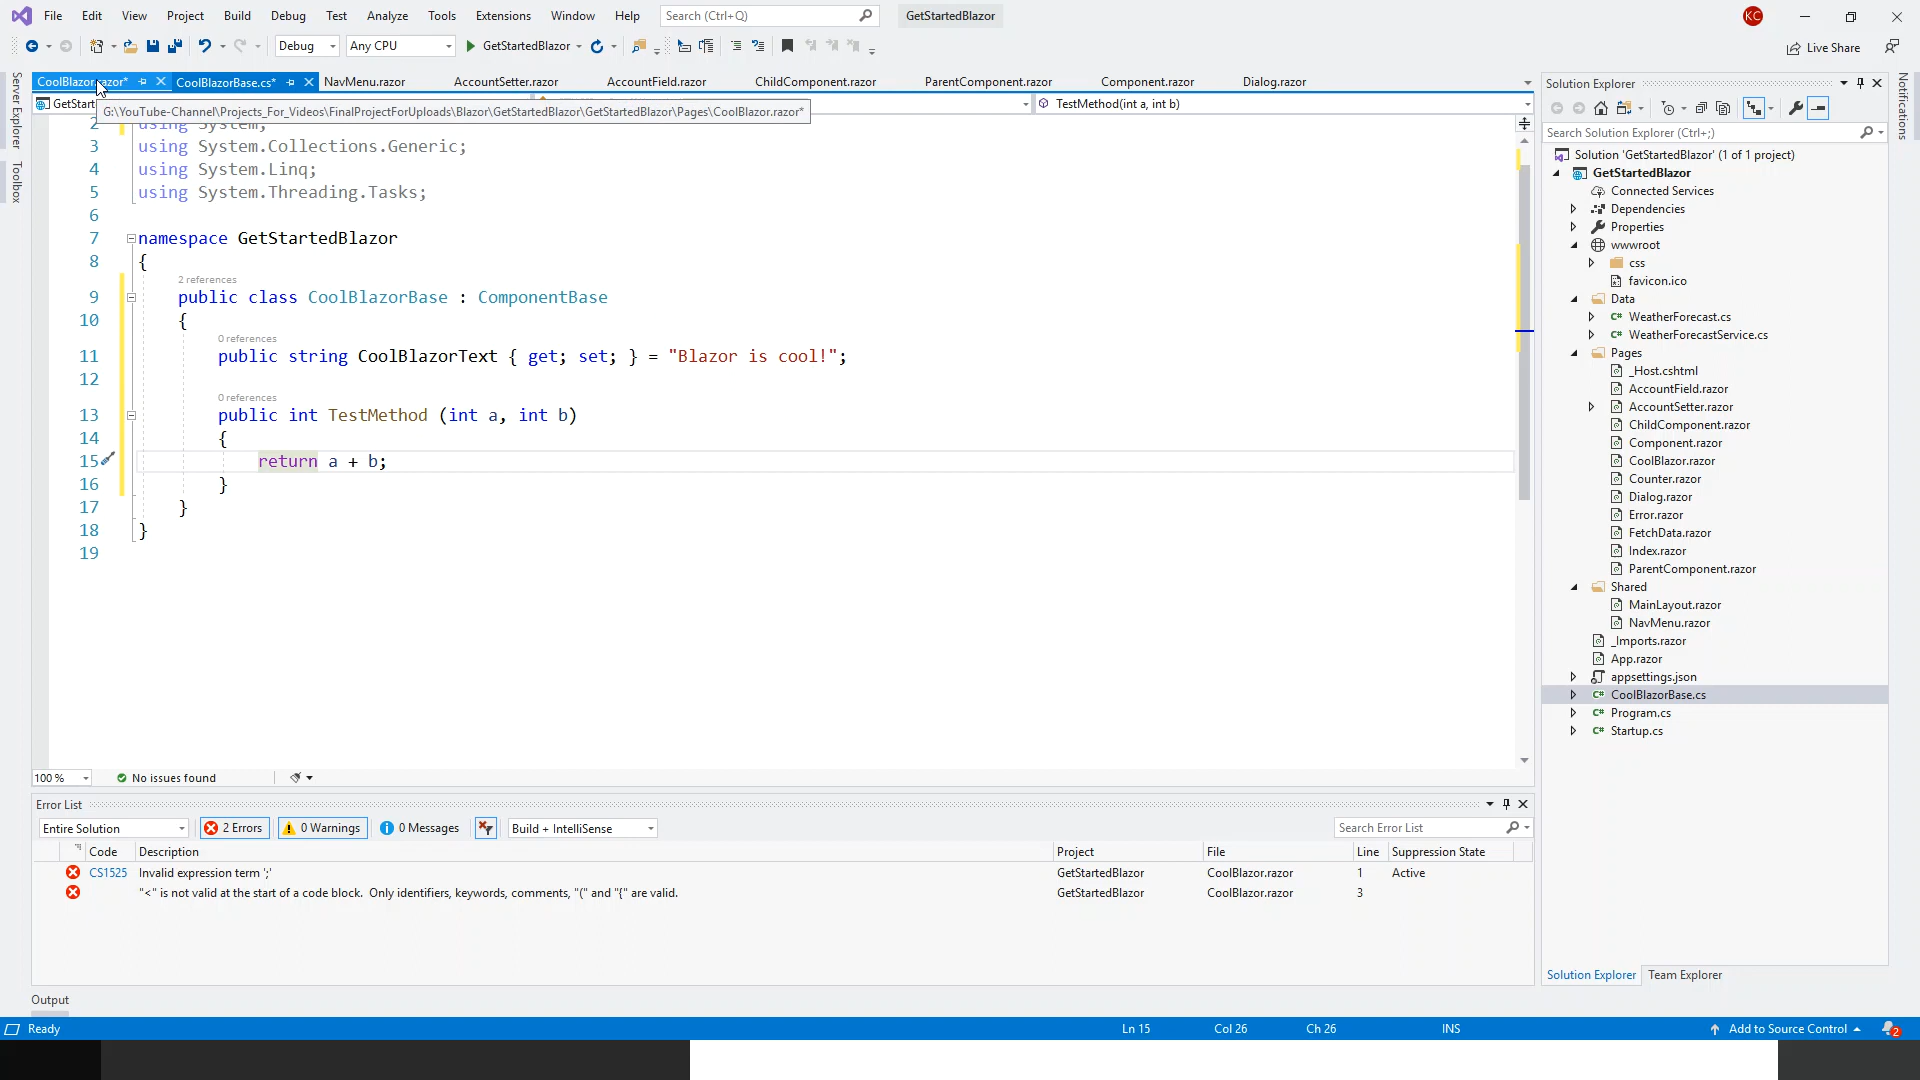 File Edit View Project Build Debug Test Analyze Tools Extensions Window Help Search (Ctrl+Q) GetStartedBlazor KC
Debug Any CPU GetStartedBlazor Live Share
CoolBlazor.razor* CoolBlazorBase.cs* NavMenu.razor AccountSetter.razor AccountField.razor ChildComponent.razor ParentComponent.razor Component.razor Dialog.razor
GetStart TestMethod(int a, int b)
G:\YouTube-Channel\Projects_For_Videos\FinalProjectForUploads\Blazor\GetStartedBlazor\GetStartedBlazor\Pages\CoolBlazor.razor*
Server Explorer
Toolbox
2 using System;
3 using System.Collections.Generic;
4 using System.Linq;
5 using System.Threading.Tasks;
6
7 namespace GetStartedBlazor
8 {
2 references
9 public class CoolBlazorBase : ComponentBase
10 {
0 references
11 public string CoolBlazorText { get; set; } = "Blazor is cool!";
12
0 references
13 public int TestMethod (int a, int b)
14 {
15 return a + b;
16 }
17 }
18 }
19
100 % No issues found
Error List
Entire Solution 2 Errors 0 Warnings 0 Messages Build + IntelliSense Search Error List
Code Description Project File Line Suppression State
CS1525 Invalid expression term ';' GetStartedBlazor CoolBlazor.razor 1 Active
"<" is not valid at the start of a code block. Only identifiers, keywords, comments, "(" and "{" are valid. GetStartedBlazor CoolBlazor.razor 3
Output
Solution Explorer
Search Solution Explorer (Ctrl+;)
Solution 'GetStartedBlazor' (1 of 1 project)
GetStartedBlazor
Connected Services
Dependencies
Properties
wwwroot
css
favicon.ico
Data
C# WeatherForecast.cs
C# WeatherForecastService.cs
Pages
_Host.cshtml
AccountField.razor
AccountSetter.razor
ChildComponent.razor
Component.razor
CoolBlazor.razor
Counter.razor
Dialog.razor
Error.razor
FetchData.razor
Index.razor
ParentComponent.razor
Shared
MainLayout.razor
NavMenu.razor
_Imports.razor
App.razor
appsettings.json
C# CoolBlazorBase.cs
C# Program.cs
C# Startup.cs
Solution Explorer Team Explorer
Notifications
Ready Ln 15 Col 26 Ch 26 INS Add to Source Control 2